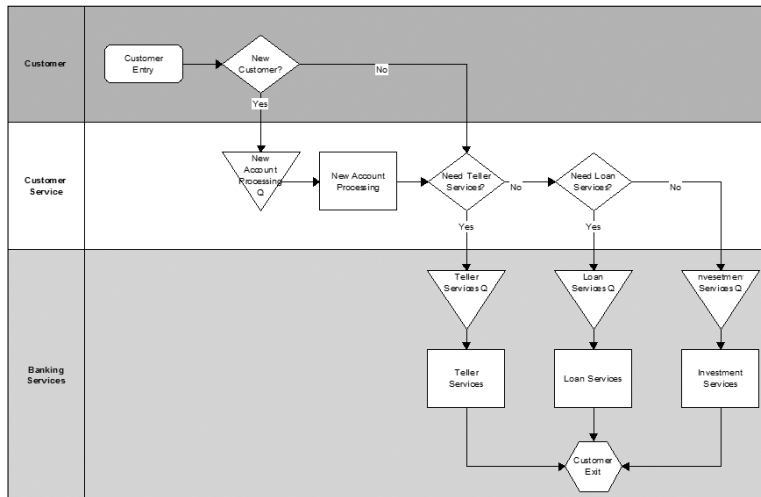 Customer
Customer
Entry
New
Customer?
No
Yes
Customer
Service
New
Account
Processing
Q
New Account
Processing
Need Teller
Services?
No
Need Loan
Services?
No
Yes
Yes
Banking
Services
Teller
Services Q
Loan
Services Q
nvesetment
Services Q
Teller
Services
Loan Services
Investment
Services
Customer
Exit